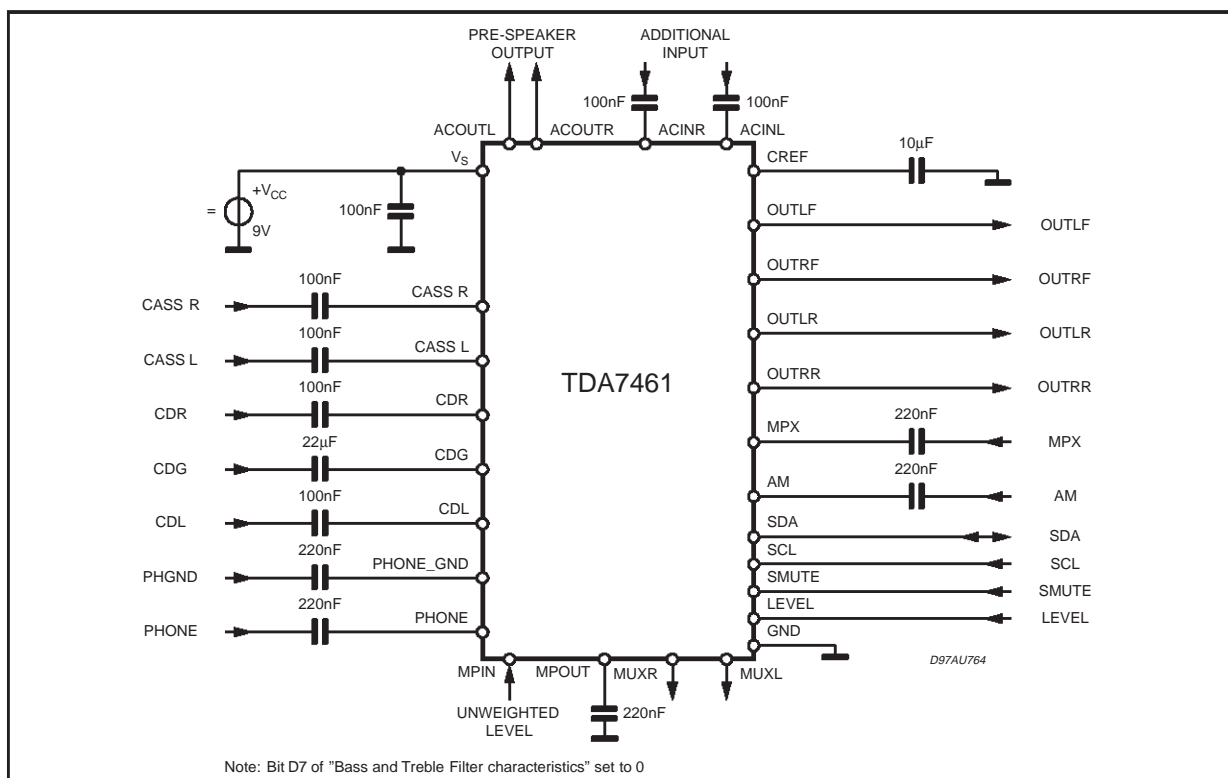 PRE-SPEAKER OUTPUT
ADDITIONAL INPUT
100nF
100nF
ACOUTL
ACOUTR
ACINR
ACINL
VS
+VCC
=
9V
100nF
CREF
10µF
OUTLF
OUTLF
OUTRF
OUTRF
OUTLR
OUTLR
OUTRR
OUTRR
TDA7461
CASS R
100nF
CASS R
CASS L
100nF
CASS L
CDR
100nF
CDR
CDG
22µF
CDG
CDL
100nF
CDL
PHGND
220nF
PHONE_GND
PHONE
220nF
PHONE
MPX
220nF
MPX
AM
220nF
AM
SDA
SDA
SCL
SCL
SMUTE
SMUTE
LEVEL
LEVEL
GND
D97AU764
MPIN
MPOUT
MUXR
MUXL
UNWEIGHTED LEVEL
220nF
Note: Bit D7 of "Bass and Treble Filter characteristics" set to 0